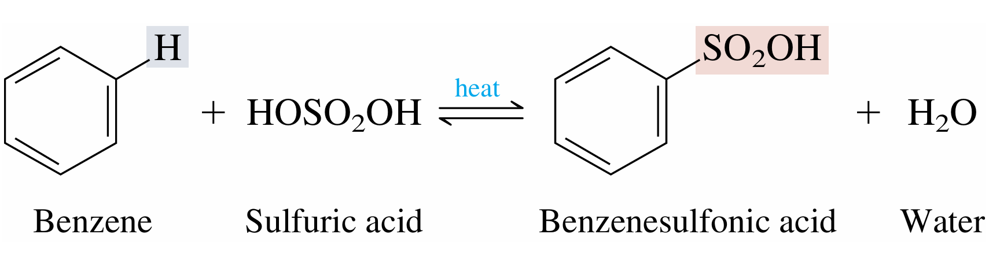 H SO₂OH
heat
+ HOSO₂OH + H₂O
Benzene Sulfuric acid Benzenesulfonic acid Water